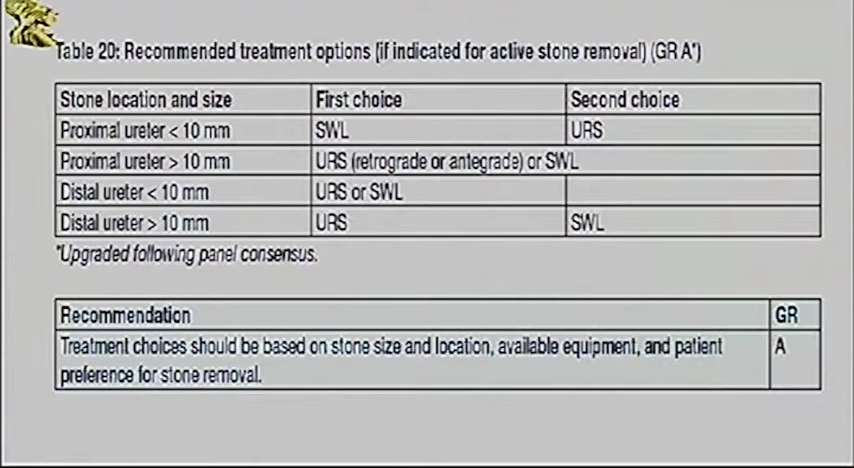 Table 20: Recommended treatment options (if indicated for active stone removal) (GR A*)
Stone location and size First choice Second choice
Proximal ureter < 10 mm SWL URS
Proximal ureter > 10 mm URS (retrograde or antegrade) or SWL
Distal ureter < 10 mm URS or SWL
Distal ureter > 10 mm URS SWL
*Upgraded following panel consensus.
Recommendation GR
Treatment choices should be based on stone size and location, available equipment, and patient A
preference for stone removal.